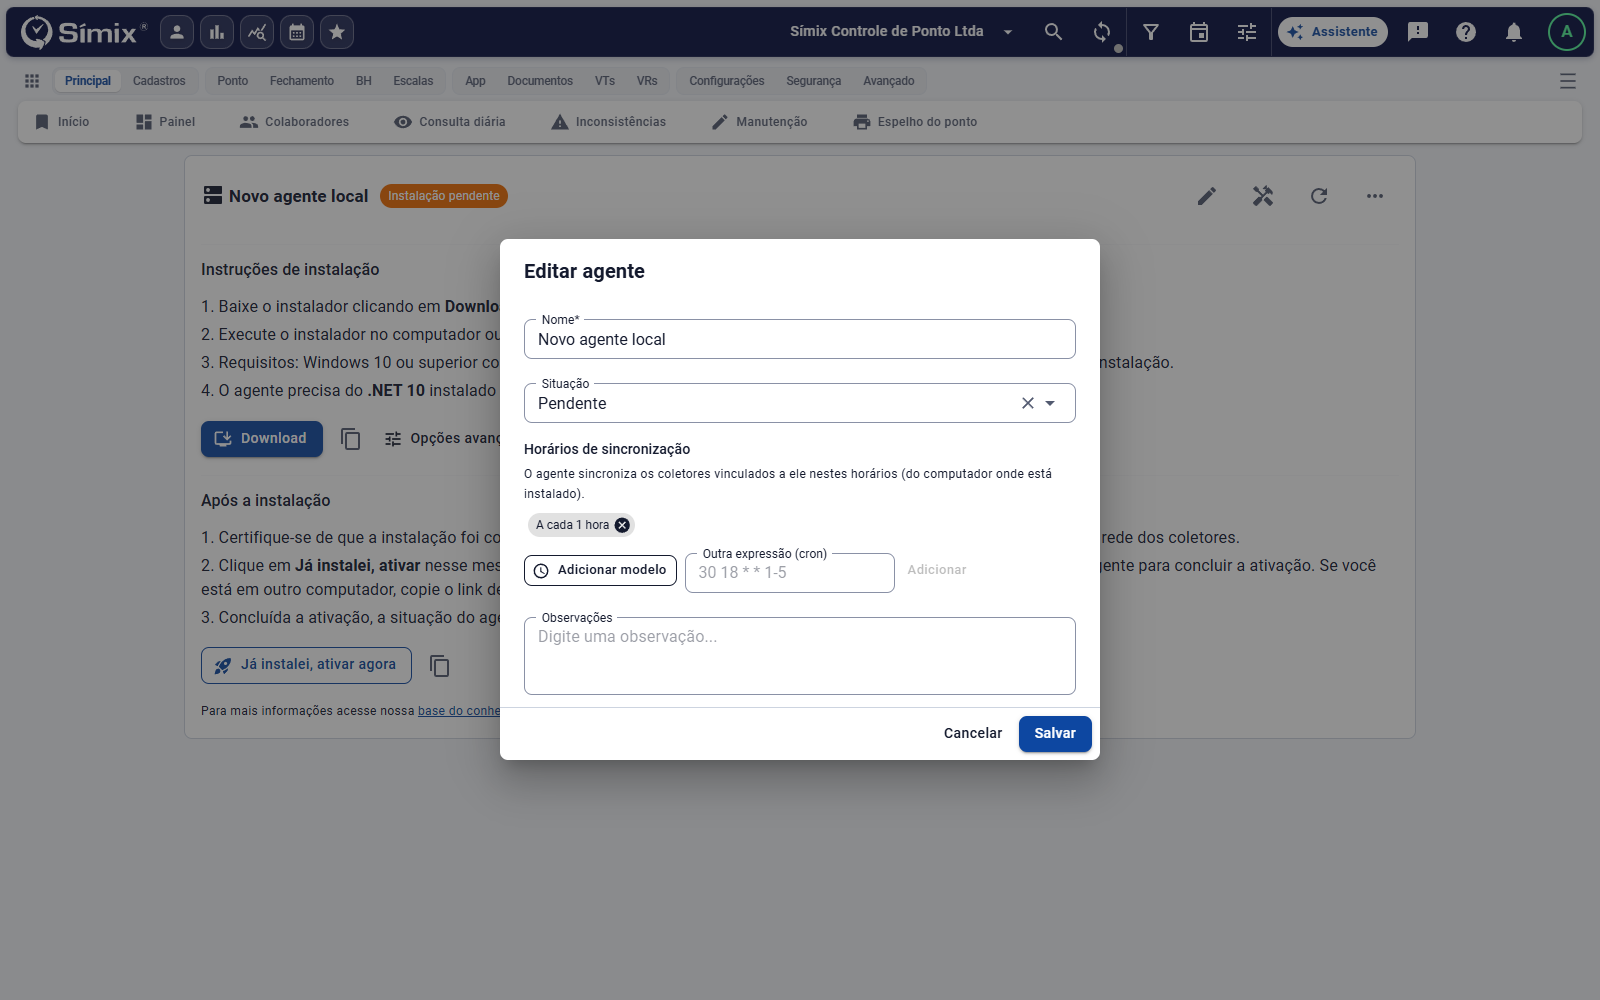 Símix®
Símix Controle de Ponto Ltda
Assistente
A
Principal
Cadastros
Ponto
Fechamento
BH
Escalas
App
Documentos
VTs
VRs
Configurações
Segurança
Avançado
Início
Painel
Colaboradores
Consulta diária
Inconsistências
Manutenção
Espelho do ponto
Novo agente local
Instalação pendente
Instruções de instalação
1. Baixe o instalador clicando em Downlo
2. Execute o instalador no computador ou
3. Requisitos: Windows 10 ou superior co
nstalação.
4. O agente precisa do .NET 10 instalado
Download
Opções avanç
Após a instalação
1. Certifique-se de que a instalação foi co
rede dos coletores.
2. Clique em Já instalei, ativar nesse mes
gente para concluir a ativação. Se você
está em outro computador, copie o link de
3. Concluída a ativação, a situação do age
Já instalei, ativar agora
Para mais informações acesse nossa base do conhe
Editar agente
Nome*
Novo agente local
Situação
Pendente
Horários de sincronização
O agente sincroniza os coletores vinculados a ele nestes horários (do computador onde está
instalado).
A cada 1 hora
Adicionar modelo
Outra expressão (cron)
30 18 * * 1-5
Adicionar
Observações
Digite uma observação...
Cancelar
Salvar